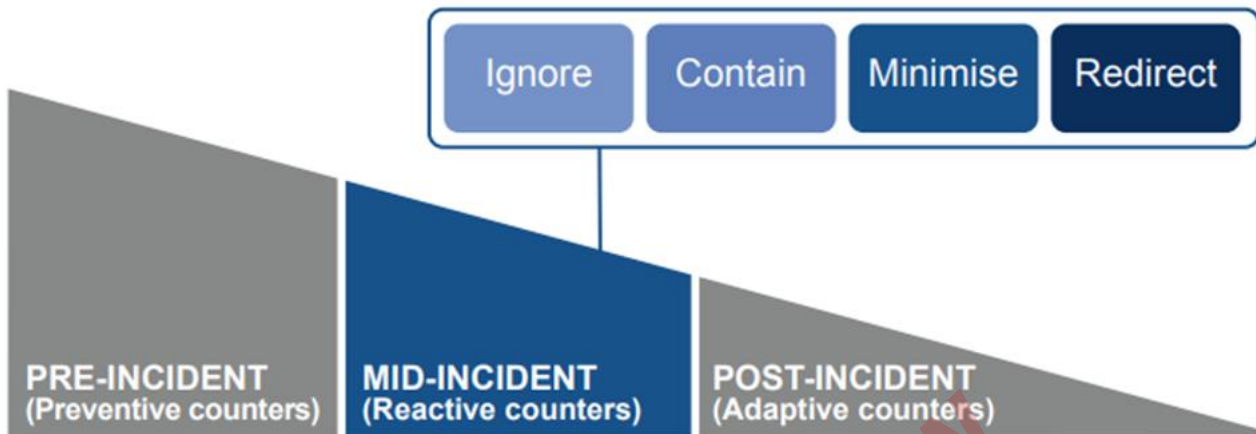 Ignore
Contain
Minimise
Redirect
PRE-INCIDENT
(Preventive counters)
MID-INCIDENT
(Reactive counters)
POST-INCIDENT
(Adaptive counters)